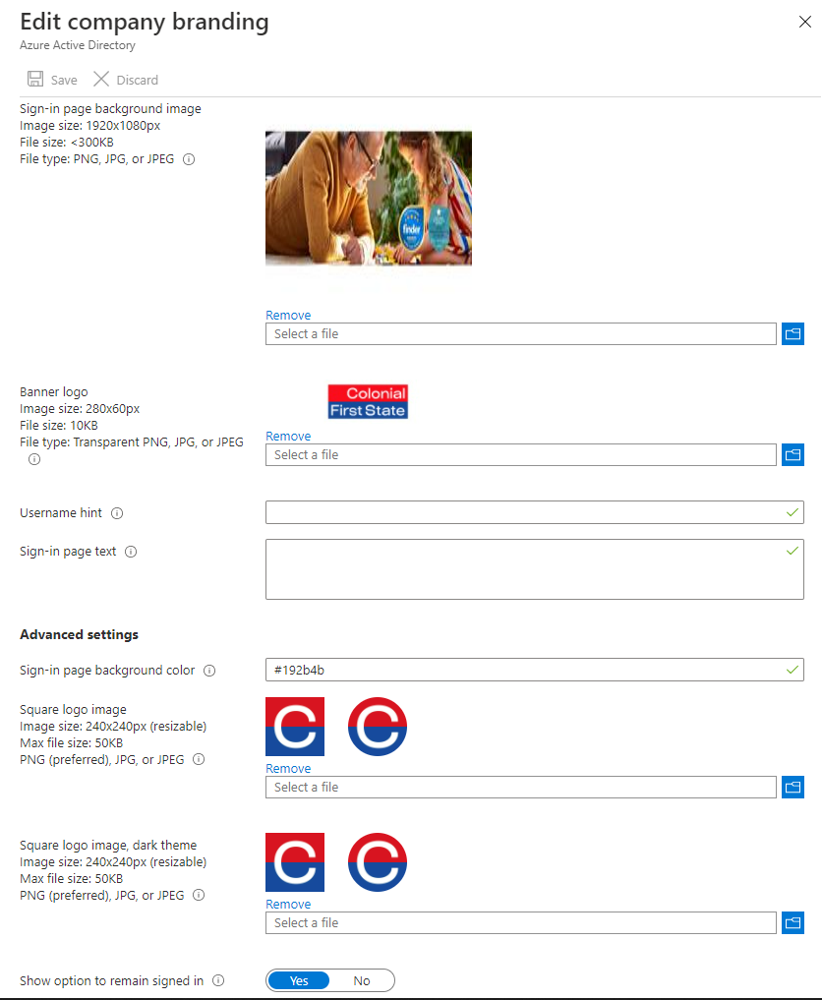 Edit company branding
Azure Active Directory
Save
Discard
Sign-in page background image
Image size: 1920x1080px
File size: <300KB
File type: PNG, JPG, or JPEG
finder
Remove
Select a file
Banner logo
Image size: 280x60px
File size: 10KB
File type: Transparent PNG, JPG, or JPEG
Colonial
First State
Remove
Select a file
Username hint
Sign-in page text
Advanced settings
Sign-in page background color
#192b4b
Square logo image
Image size: 240x240px (resizable)
Max file size: 50KB
PNG (preferred), JPG, or JPEG
C
C
Remove
Select a file
Square logo image, dark theme
Image size: 240x240px (resizable)
Max file size: 50KB
PNG (preferred), JPG, or JPEG
C
C
Remove
Select a file
Show option to remain signed in
Yes
No